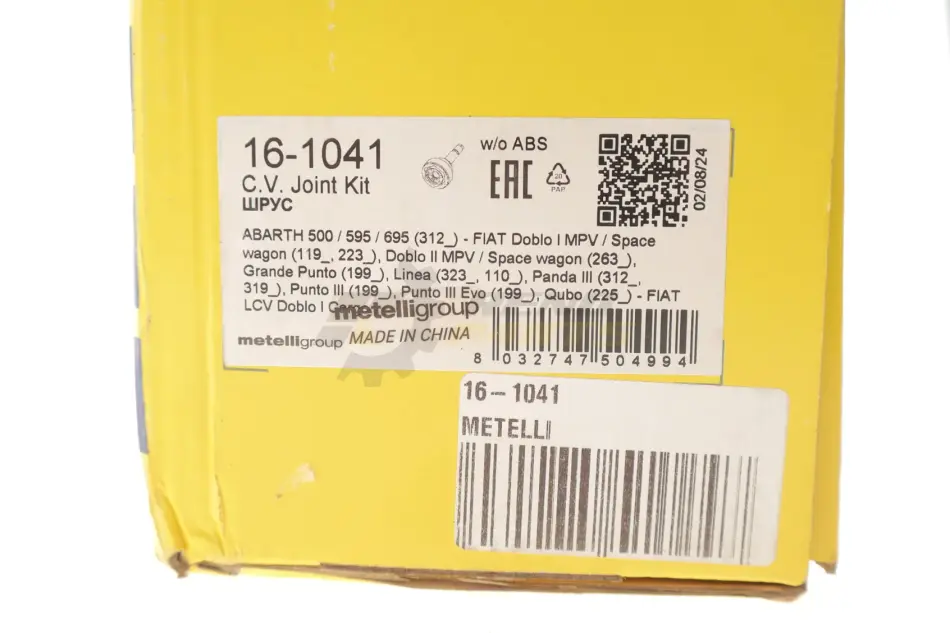 16-1041
w/o ABS
C.V. Joint Kit
ШРУС
EAC
20
PAP
02/08/24
ABARTH 500 / 595 / 695 (312_) - FIAT Doblo I MPV / Space
wagon (119_, 223_), Doblo II MPV / Space wagon (263_),
Grande Punto (199_), Linea (323_, 110_), Panda III (312_,
319_), Punto III (199_), Punto III Evo (199_), Qubo (225_) - FIAT
LCV Doblo I
metelligroup
metelligroup MADE IN CHINA
8 032747 504994
16-1041
METELLI